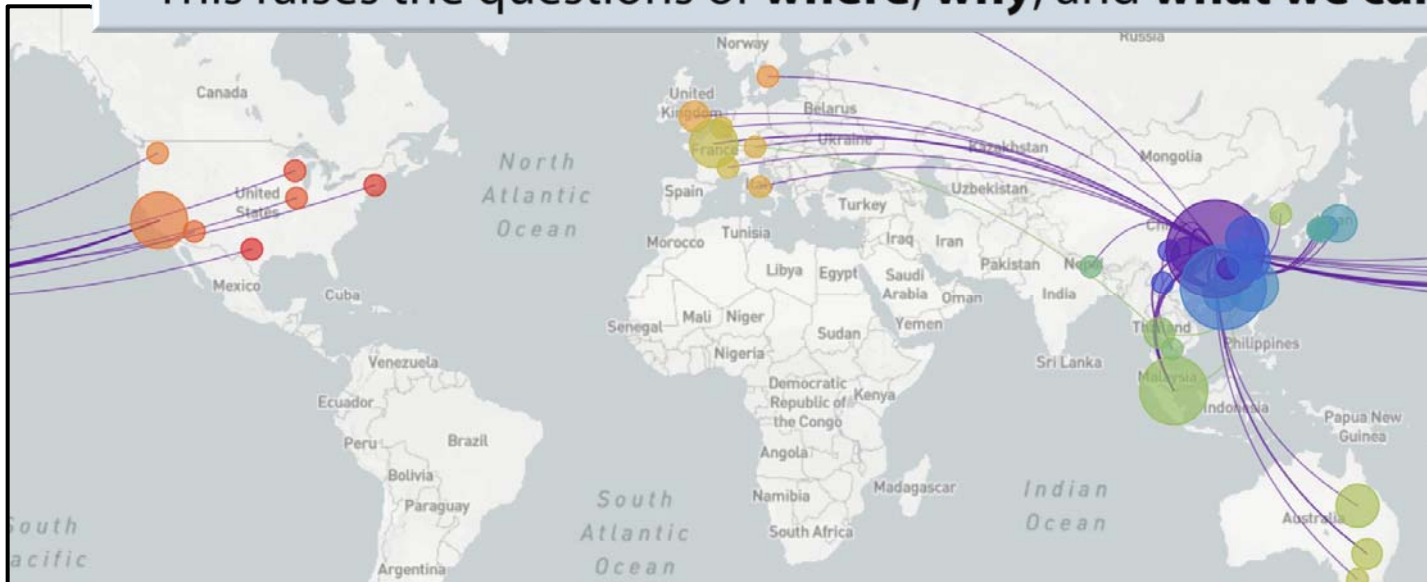 This raises the questions of where, why, and what we can
Norway
Russia
Canada
United Kingdom
Belarus
Ukraine
France
Kazakhstan
Mongolia
North
Atlantic
Ocean
United
States
Spain
Uzbekistan
Turkey
Morocco
Tunisia
Iraq
Iran
Libya
Egypt
Saudi
Arabia
Pakistan
Nepal
India
Oman
Mexico
Cuba
Mali
Niger
Senegal
Sudan
Yemen
Thailand
Philippines
Nigeria
Sri Lanka
Venezuela
Malaysia
Democratic
Republic of
the Congo
Kenya
Indonesia
Ecuador
Papua New
Guinea
Peru
Brazil
Angola
Bolivia
Madagascar
Paraguay
Namibia
South
Atlantic
Ocean
Indian
Ocean
Australia
South
acific
South Africa
Argentina